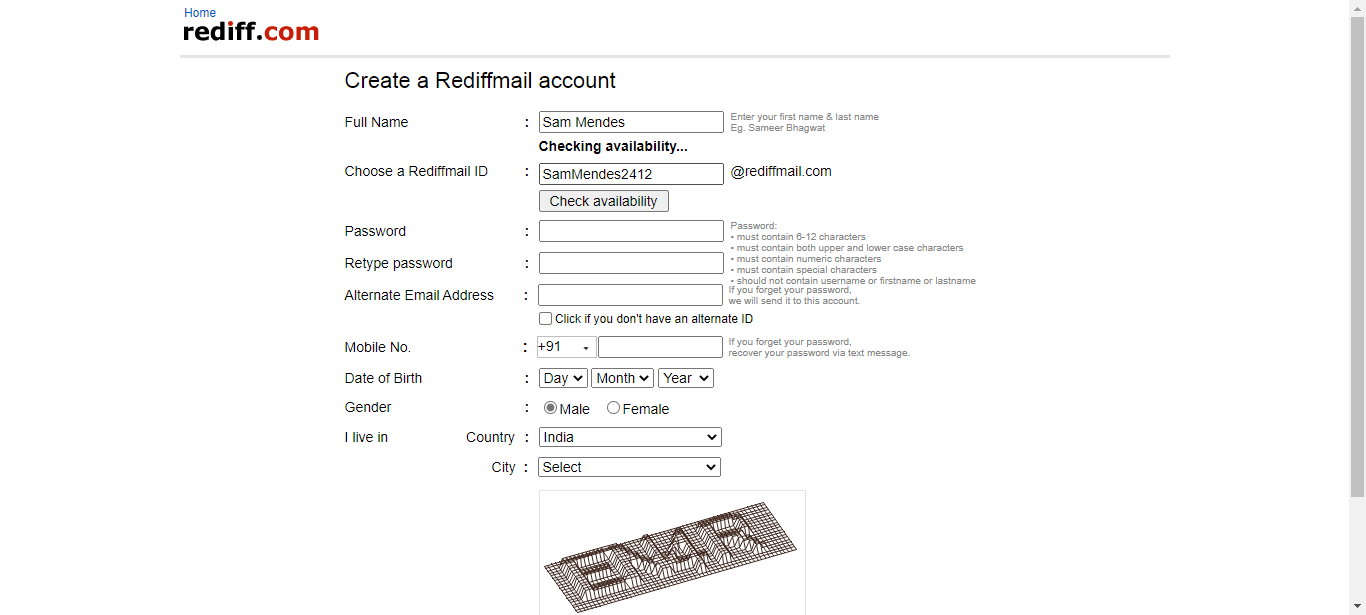 Home
rediff.com
Create a Rediffmail account
Full Name : Sam Mendes
Enter your first name & last name
Eg. Sameer Bhagwat
Checking availability...
Choose a Rediffmail ID : SamMendes2412 @rediffmail.com
Check availability
Password :
Password:
- must contain 6-12 characters
- must contain both upper and lower case characters
- must contain numeric characters
- must contain special characters
- should not contain username or firstname or lastname
Retype password :
Alternate Email Address :
If you forget your password,
we will send it to this account.
Click if you don't have an alternate ID
Mobile No. : +91
If you forget your password,
recover your password via text message.
Date of Birth : Day Month Year
Gender : Male Female
I live in Country : India
City : Select